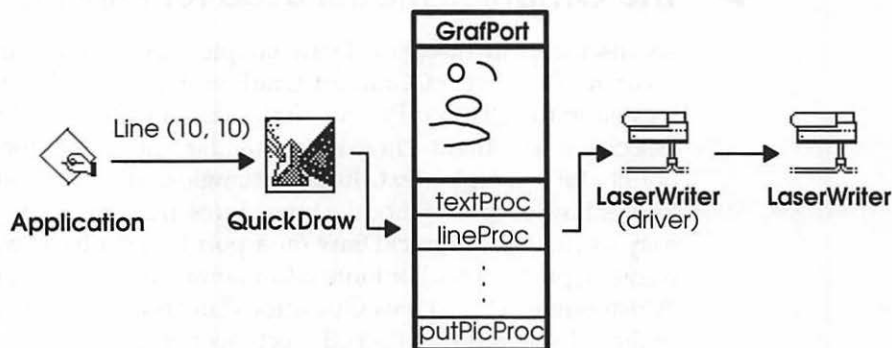 GrafPort
Line (10, 10)
Application
QuickDraw
textProc
lineProc
putPicProc
LaserWriter
(driver)
LaserWriter